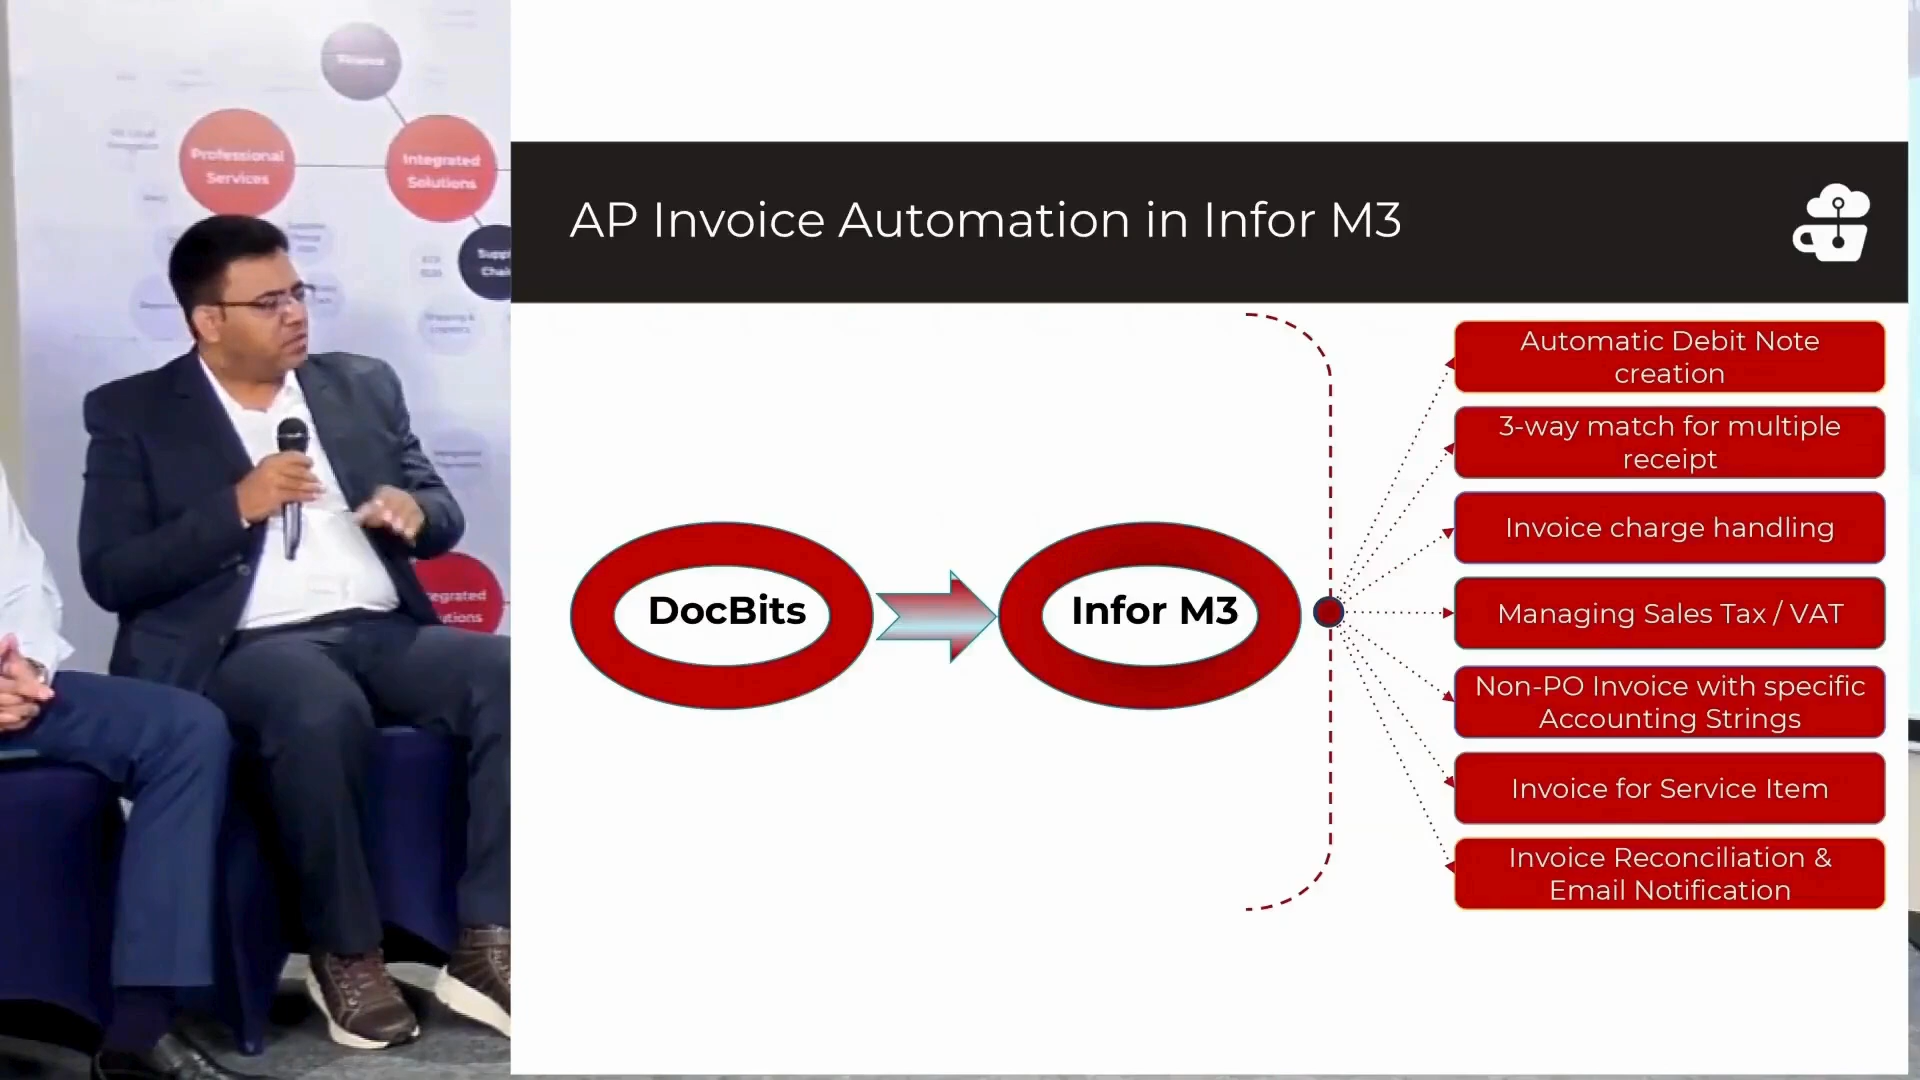 Finance
Professional
Services
Integrated
Solutions
AP Invoice Automation in Infor M3
Automatic Debit Note
creation
3-way match for multiple
receipt
Invoice charge handling
DocBits
Infor M3
Managing Sales Tax / VAT
Non-PO Invoice with specific
Accounting Strings
Invoice for Service Item
Invoice Reconciliation &
Email Notification